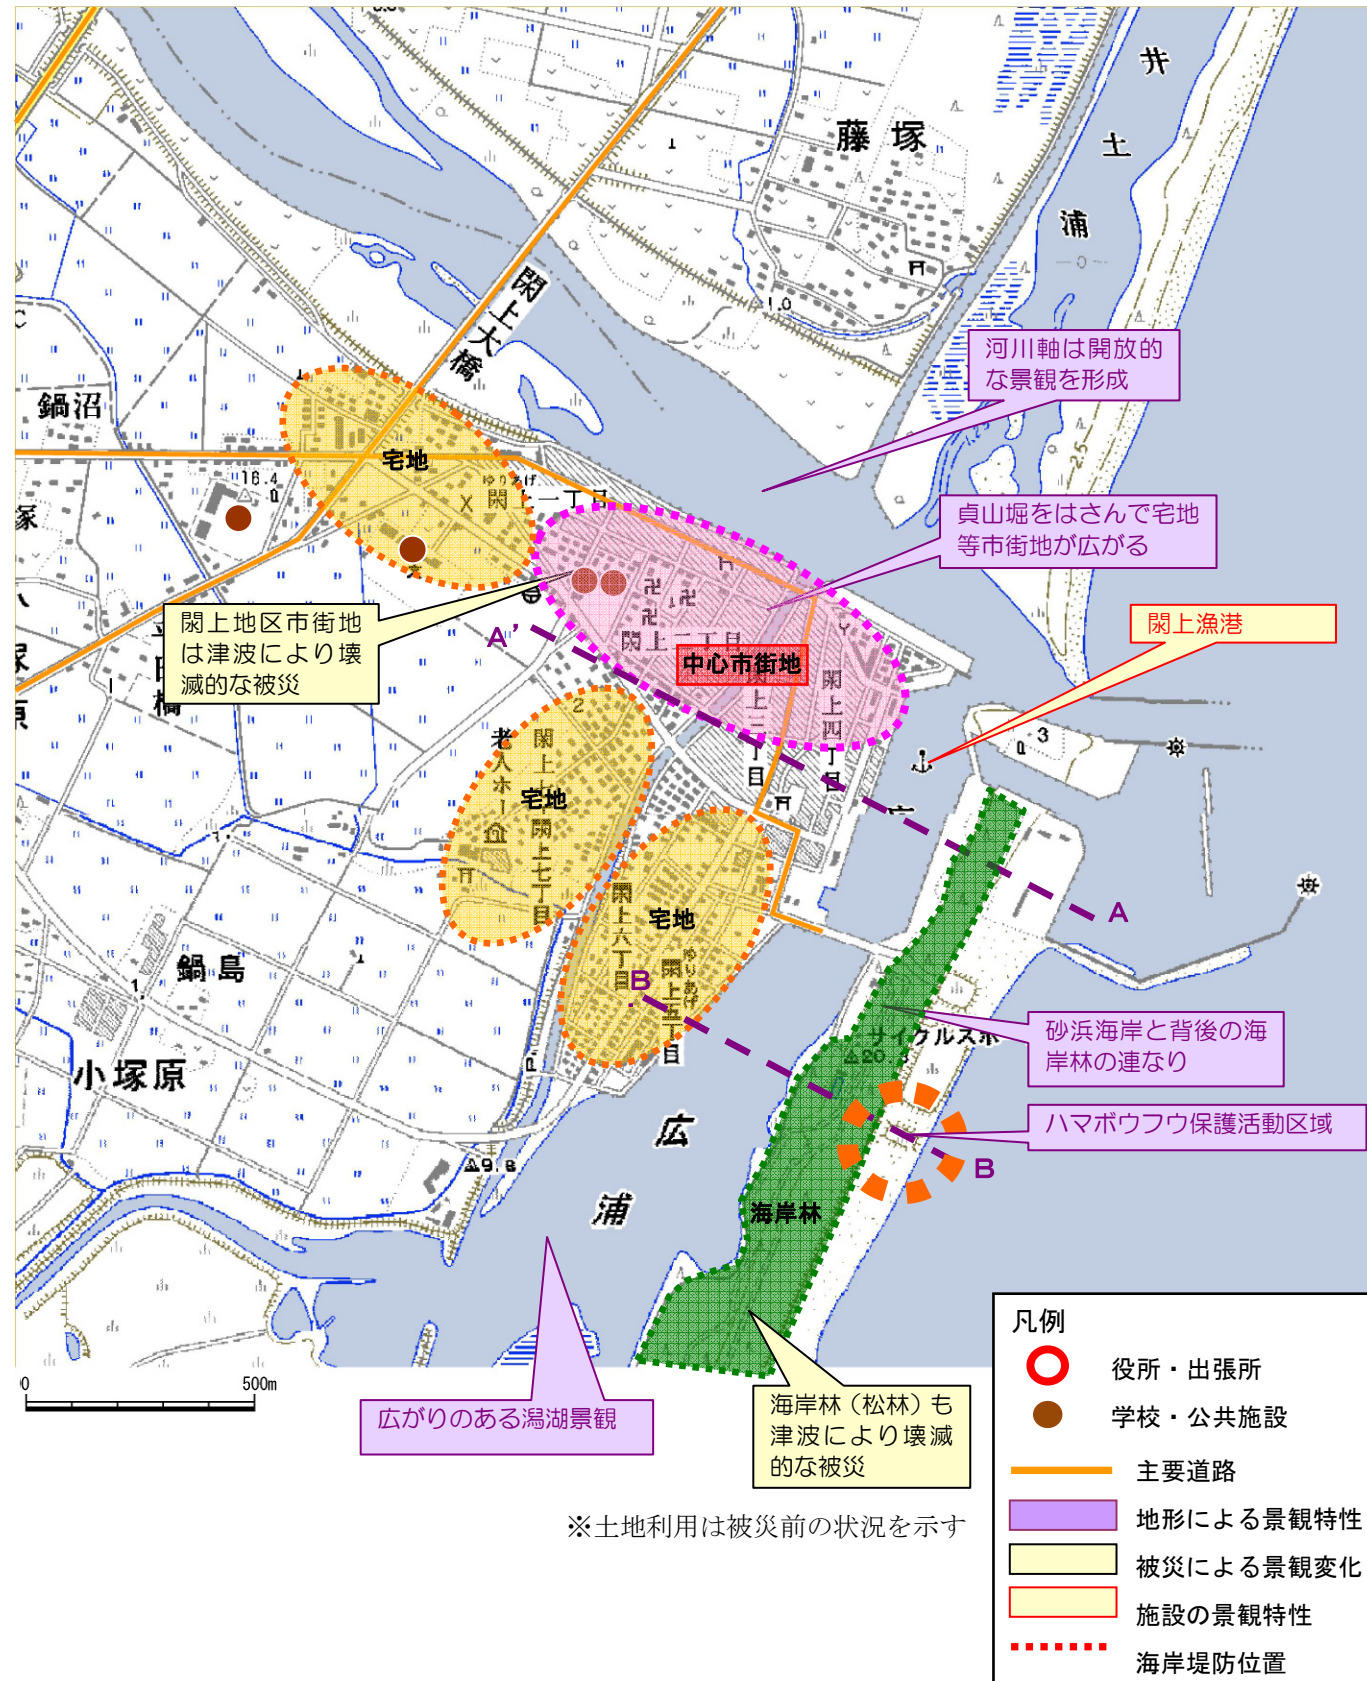 井
土
浦
藤塚
1.0
閖上大橋
河川軸は開放的
な景観を形成
鍋沼
宅地
ゆりあげ
閖上一丁目
貞山堀をはさんで宅地
等市街地が広がる
閖上地区市街地
は津波により壊
滅的な被災
A'
閖上二丁目
中心市街地
閖上三丁目
閖上四丁目
閖上漁港
3
2
老人ホーム
閖上七丁目
宅地
宅地
閖上六丁目
閖上五丁目
ゆりあげ
A
B
鍋島
小塚原
サイクルスポ
砂浜海岸と背後の海
岸林の連なり
ハマボウフウ保護活動区域
B
広
浦
海岸林
広がりのある潟湖景観
海岸林（松林）も
津波により壊滅
的な被災
0 500m
※土地利用は被災前の状況を示す
凡例
役所・出張所
学校・公共施設
主要道路
地形による景観特性
被災による景観変化
施設の景観特性
海岸堤防位置